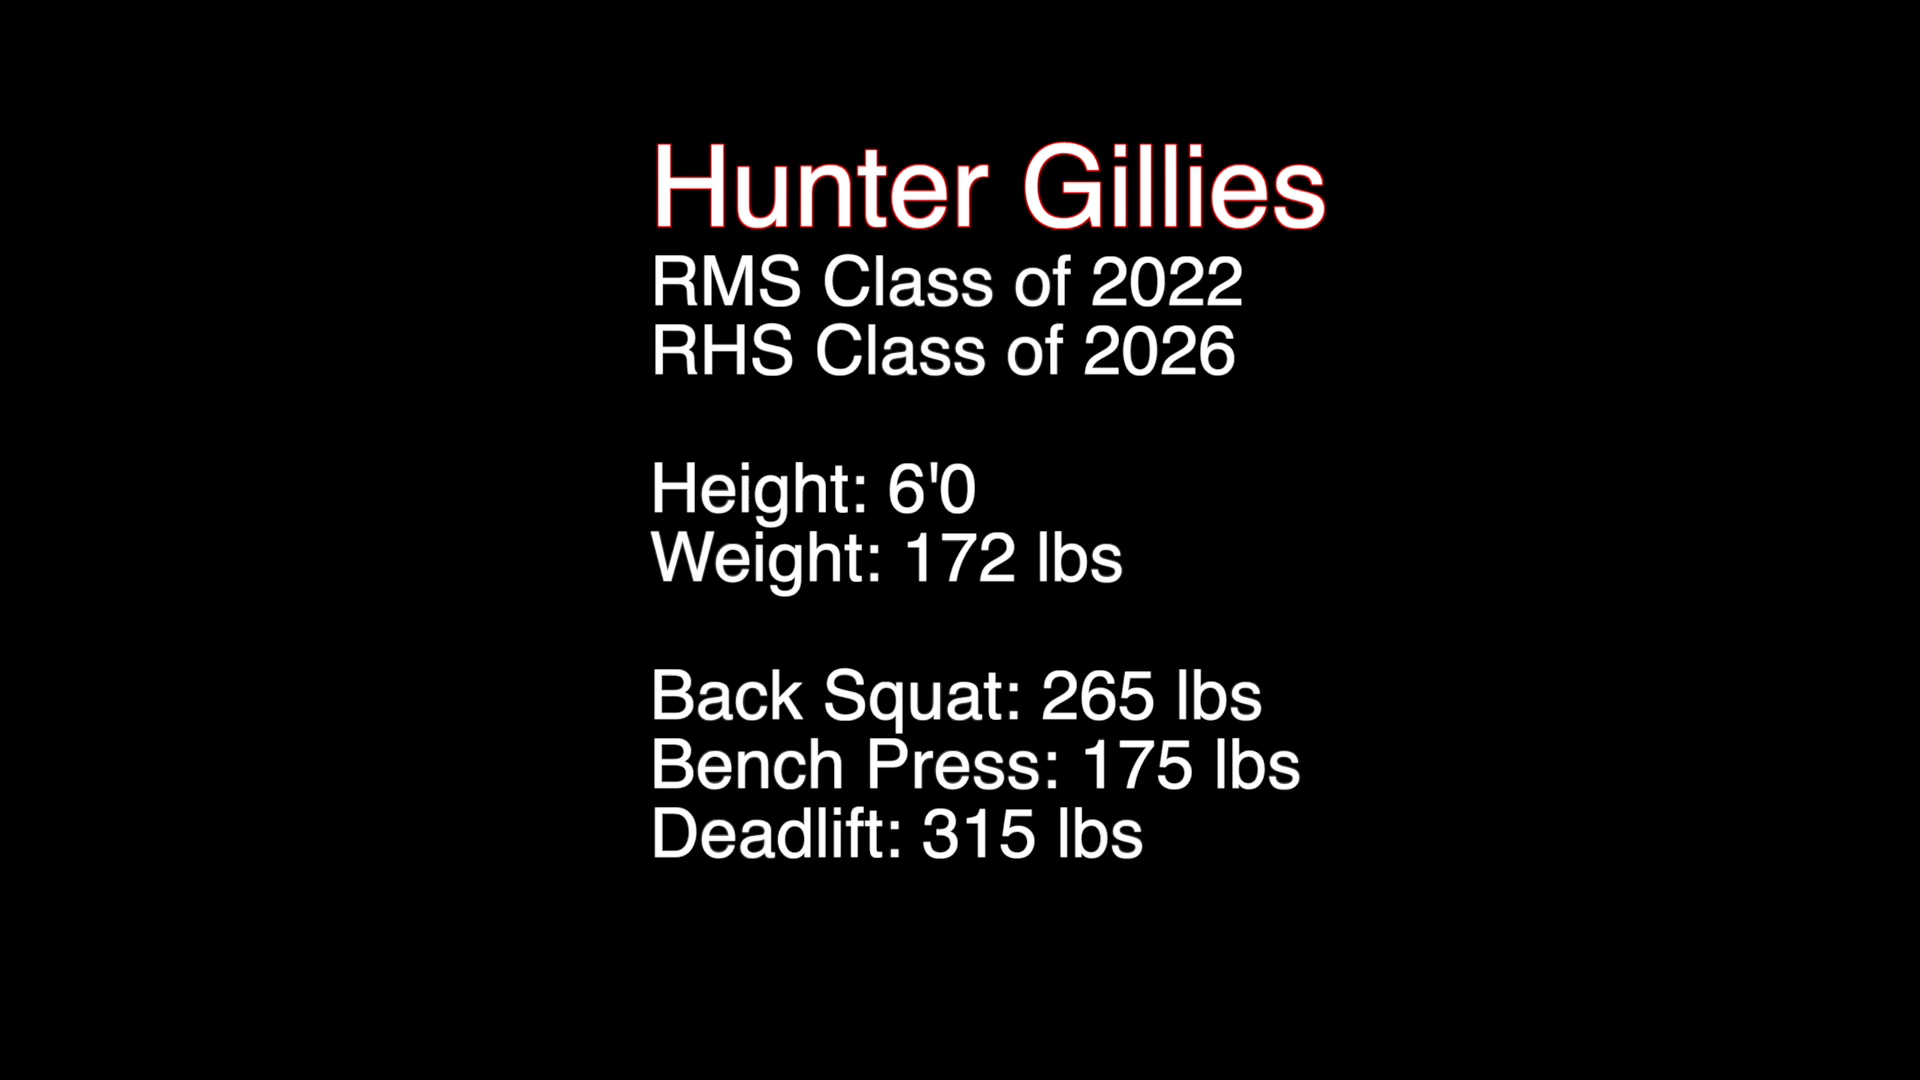 Hunter Gillies
RMS Class of 2022
RHS Class of 2026
Height: 6'0
Weight: 172 lbs
Back Squat: 265 lbs
Bench Press: 175 lbs
Deadlift: 315 lbs